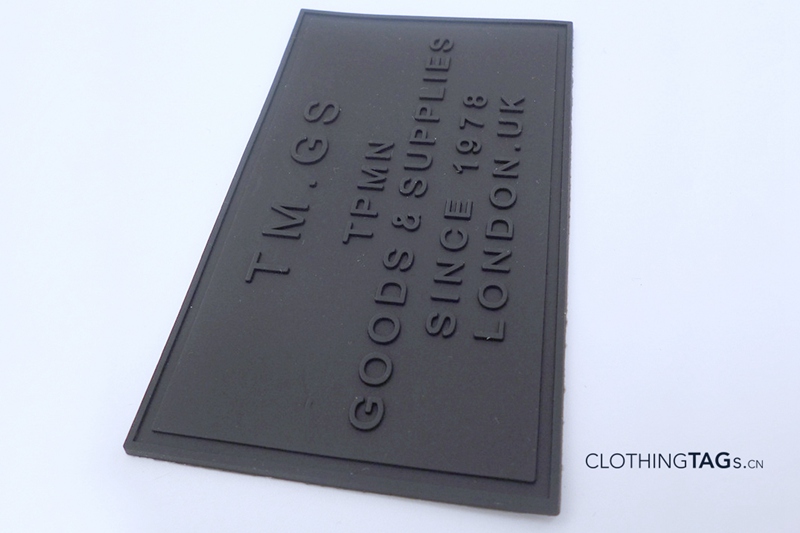 TM.GS
TPMN
GOODS & SUPPLIES
SINCE 1978
LONDON.UK
CLOTHINGTAGs.CN